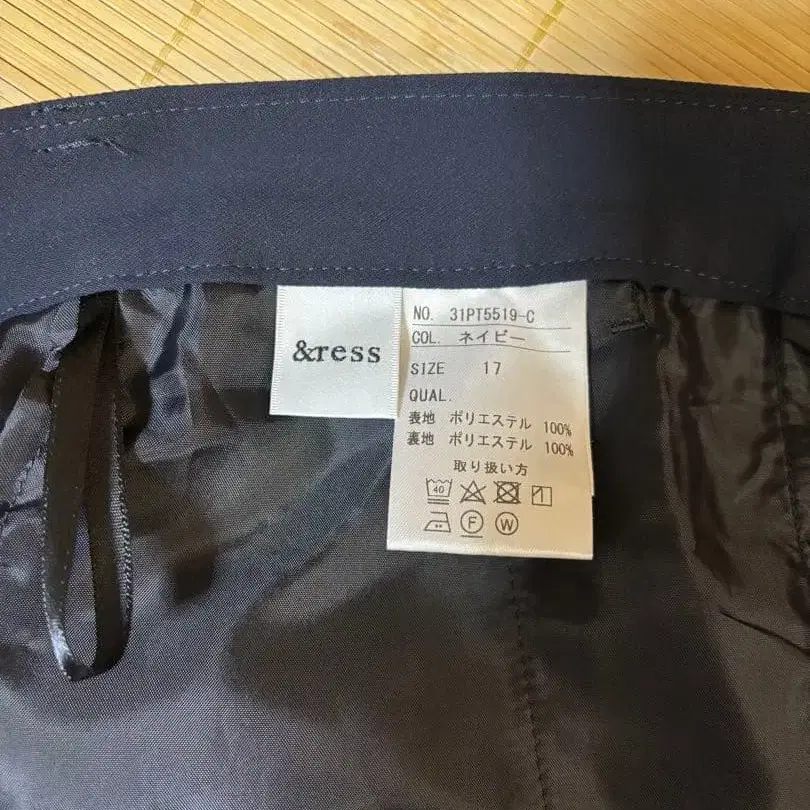 &ress
NO. 31PT5519-C
COL. ネイビー
SIZE 17
QUAL.
表地 ポリエステル 100%
裏地 ポリエステル 100%
取り扱い方
40
F W